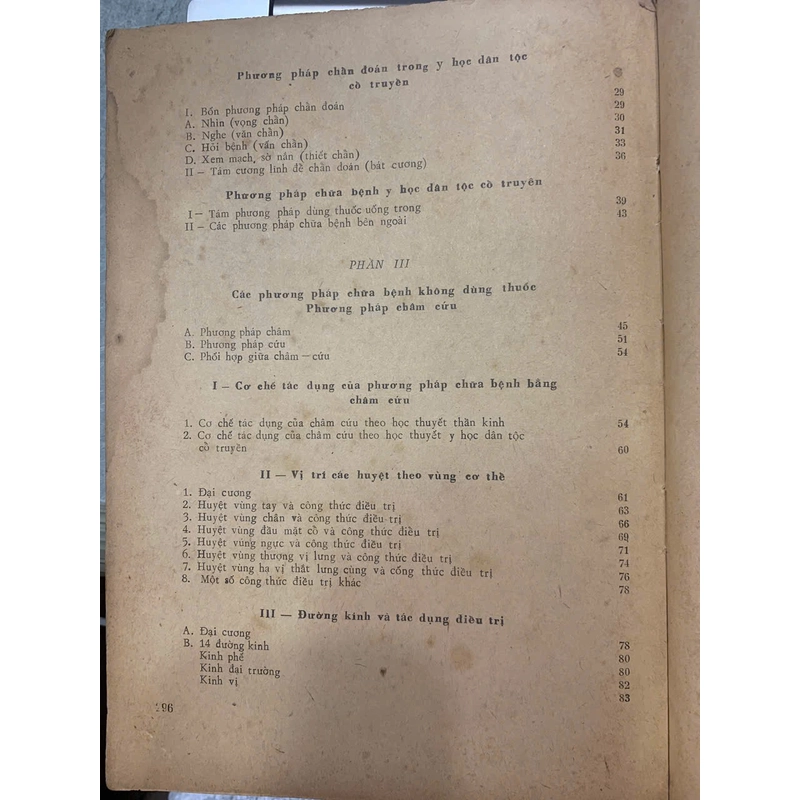 Phương pháp chẩn đoán trong y học dân tộc
cổ truyền
I. Bốn phương pháp chẩn đoán 29
A. Nhìn (vọng chẩn) 29
B. Nghe (văn chẩn) 30
C. Hỏi bệnh (vấn chẩn) 31
D. Xem mạch, sờ nắn (thiết chẩn) 33
II — Tám cương lĩnh để chẩn đoán (bát cương) 36
Phương pháp chữa bệnh y học dân tộc cổ truyền
I — Tám phương pháp dùng thuốc uống trong 39
II — Các phương pháp chữa bệnh bên ngoài 43
PHẦN III
Các phương pháp chữa bệnh không dùng thuốc
Phương pháp châm cứu
A. Phương pháp châm 45
B. Phương pháp cứu 51
C. Phối hợp giữa châm — cứu 54
I — Cơ chế tác dụng của phương pháp chữa bệnh bằng
châm cứu
1. Cơ chế tác dụng của châm cứu theo học thuyết thần kinh 54
2. Cơ chế tác dụng của châm cứu theo học thuyết y học dân tộc
cổ truyền 60
II — Vị trí các huyệt theo vùng cơ thể
1. Đại cương 61
2. Huyệt vùng tay và công thức điều trị 63
3. Huyệt vùng chân và công thức điều trị 66
4. Huyệt vùng đầu mặt cổ và công thức điều trị 69
5. Huyệt vùng ngực và công thức điều trị 71
6. Huyệt vùng thượng vị lưng và công thức điều trị 74
7. Huyệt vùng hạ vị thắt lưng cùng và công thức điều trị 76
8. Một số công thức điều trị khác 78
III — Đường kinh và tác dụng điều trị
A. Đại cương 78
B. 14 đường kinh 80
Kinh phế 80
Kinh đại trường 82
Kinh vị 83
296